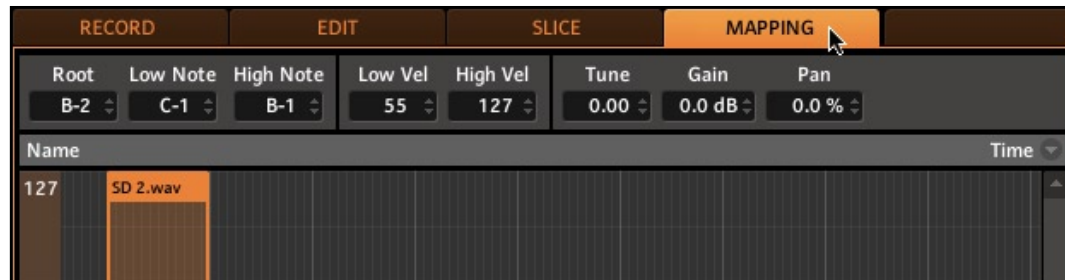 RECORD EDIT SLICE MAPPING
Root Low Note High Note Low Vel High Vel Tune Gain Pan
B-2 C-1 B-1 55 127 0.00 0.0 dB 0.0 %
Name Time
127 SD 2.wav